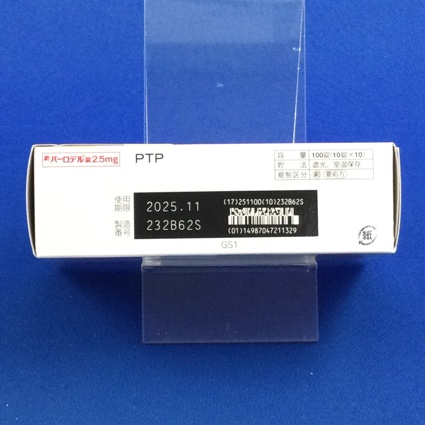 劇 パーロデル錠2.5mg
PTP
容量 100錠(10錠×10)
貯法 遮光、室温保存
規制区分 劇 要処方
使用期限 2025.11
製造番号 232B62S
(17)251100(10)232B62S
(01)14987047211329
GS1
紙